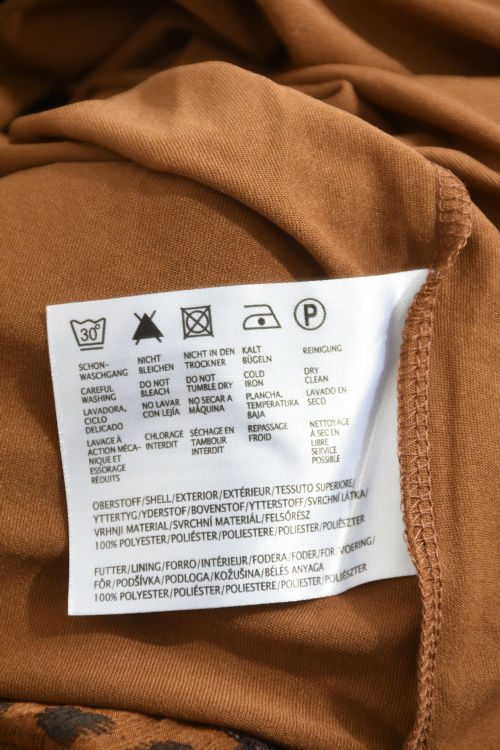 30° P
SCHON-
WASCHGANG
CAREFUL
WASHING
LAVADORA,
CICLO
DELICADO
LAVAGE À
ACTION MÉCA-
NIQUE ET
ESSORAGE
RÉDUITS
NICHT
BLEICHEN
DO NOT
BLEACH
NO LAVAR
CON LEJÍA
CHLORAGE
INTERDIT
NICHT IN DEN
TROCKNER
DO NOT
TUMBLE DRY
NO SECAR A
MÁQUINA
SÉCHAGE EN
TAMBOUR
INTERDIT
KALT
BÜGELN
COLD
IRON
PLANCHA,
TEMPERATURA
BAJA
REPASSAGE
FROID
REINIGUNG
DRY
CLEAN
LAVADO EN
SECO
NETTOYAGE
À SEC EN
LIBRE
SERVICE
POSSIBLE
OBERSTOFF/SHELL/EXTERIOR/EXTÉRIEUR/TESSUTO SUPERIORE/
YTTERTYG/YDERSTOF/BOVENSTOF/YTTERSTOFF/SVRCHNÍ LÁTKA/
VRHNJI MATERIAL/SVRCHNÍ MATERIÁL/FELSŐRÉSZ
100% POLYESTER/POLIÉSTER/POLIESTERE/POLIESTER/POLIÉSZTER
FUTTER/LINING/FORRO/INTÉRIEUR/FODERA/FODER/FOR/VOERING/
FÔR/PODŠÍVKA/PODLOGA/KOŽUŠINA/BÉLÉS ANYAGA
100% POLYESTER/POLIÉSTER/POLIESTERE/POLIESTER/POLIÉSZTER